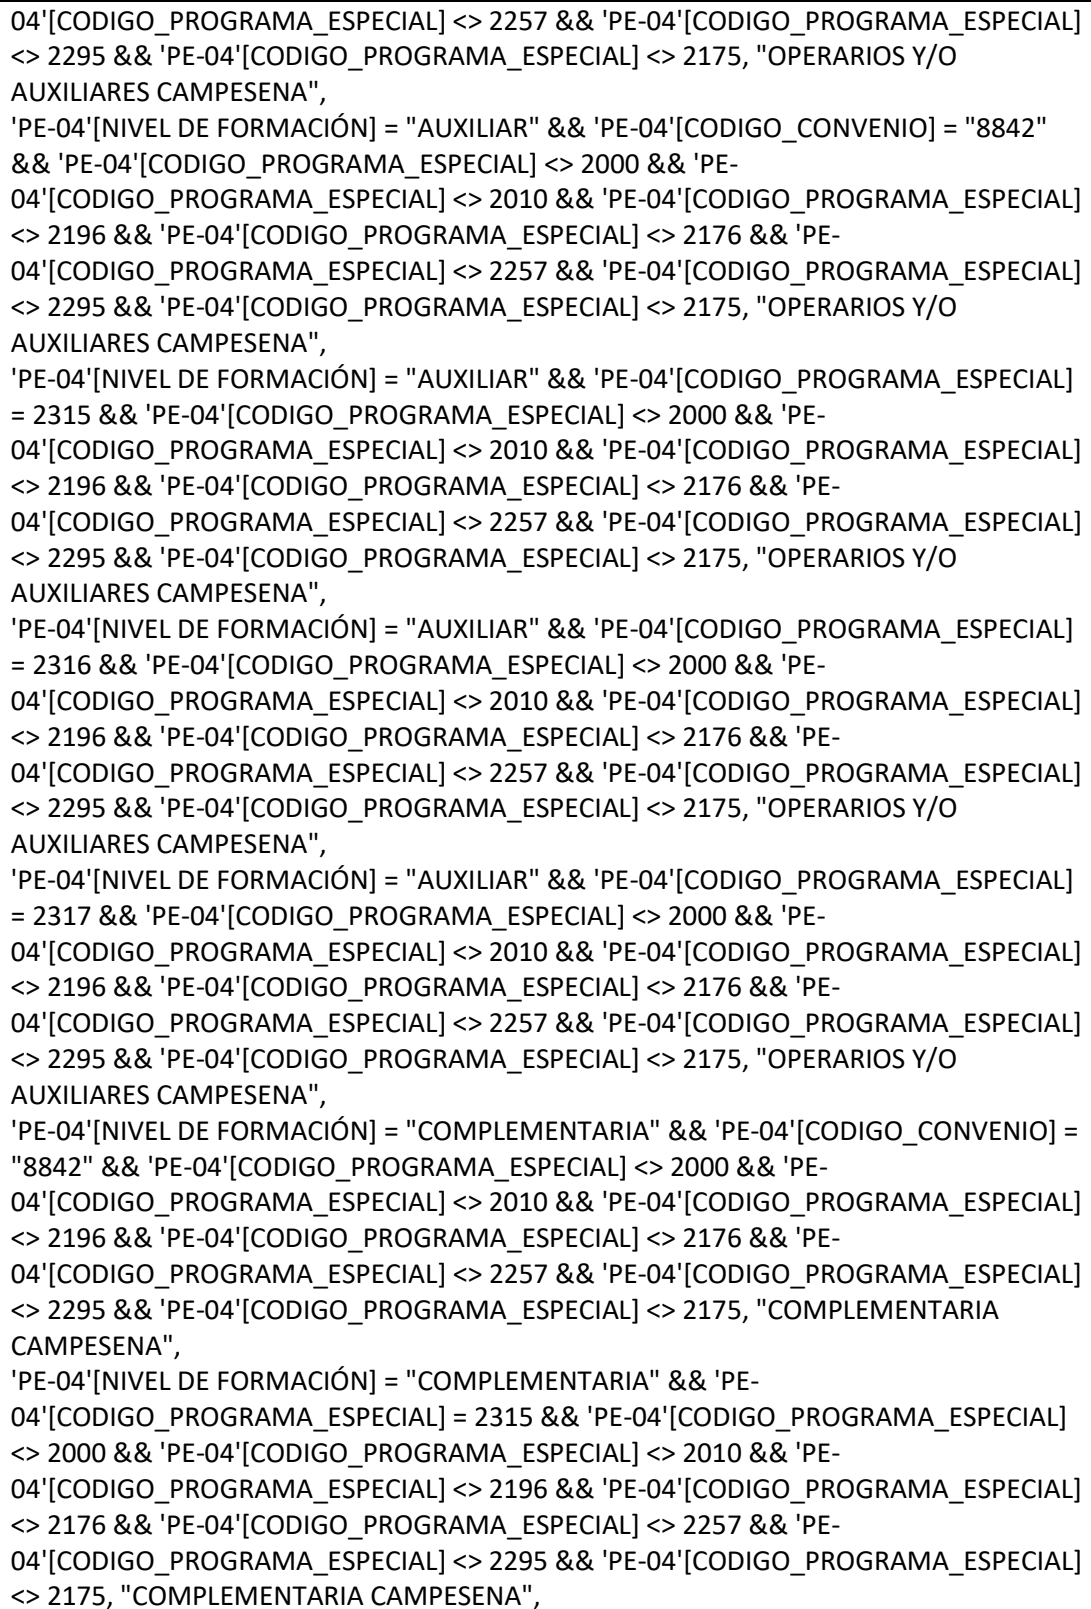 04'[CODIGO_PROGRAMA_ESPECIAL] <> 2257 && 'PE-04'[CODIGO_PROGRAMA_ESPECIAL]
<> 2295 && 'PE-04'[CODIGO_PROGRAMA_ESPECIAL] <> 2175, "OPERARIOS Y/O
AUXILIARES CAMPESENA",
'PE-04'[NIVEL DE FORMACIÓN] = "AUXILIAR" && 'PE-04'[CODIGO_CONVENIO] = "8842"
&& 'PE-04'[CODIGO_PROGRAMA_ESPECIAL] <> 2000 && 'PE-
04'[CODIGO_PROGRAMA_ESPECIAL] <> 2010 && 'PE-04'[CODIGO_PROGRAMA_ESPECIAL]
<> 2196 && 'PE-04'[CODIGO_PROGRAMA_ESPECIAL] <> 2176 && 'PE-
04'[CODIGO_PROGRAMA_ESPECIAL] <> 2257 && 'PE-04'[CODIGO_PROGRAMA_ESPECIAL]
<> 2295 && 'PE-04'[CODIGO_PROGRAMA_ESPECIAL] <> 2175, "OPERARIOS Y/O
AUXILIARES CAMPESENA",
'PE-04'[NIVEL DE FORMACIÓN] = "AUXILIAR" && 'PE-04'[CODIGO_PROGRAMA_ESPECIAL]
= 2315 && 'PE-04'[CODIGO_PROGRAMA_ESPECIAL] <> 2000 && 'PE-
04'[CODIGO_PROGRAMA_ESPECIAL] <> 2010 && 'PE-04'[CODIGO_PROGRAMA_ESPECIAL]
<> 2196 && 'PE-04'[CODIGO_PROGRAMA_ESPECIAL] <> 2176 && 'PE-
04'[CODIGO_PROGRAMA_ESPECIAL] <> 2257 && 'PE-04'[CODIGO_PROGRAMA_ESPECIAL]
<> 2295 && 'PE-04'[CODIGO_PROGRAMA_ESPECIAL] <> 2175, "OPERARIOS Y/O
AUXILIARES CAMPESENA",
'PE-04'[NIVEL DE FORMACIÓN] = "AUXILIAR" && 'PE-04'[CODIGO_PROGRAMA_ESPECIAL]
= 2316 && 'PE-04'[CODIGO_PROGRAMA_ESPECIAL] <> 2000 && 'PE-
04'[CODIGO_PROGRAMA_ESPECIAL] <> 2010 && 'PE-04'[CODIGO_PROGRAMA_ESPECIAL]
<> 2196 && 'PE-04'[CODIGO_PROGRAMA_ESPECIAL] <> 2176 && 'PE-
04'[CODIGO_PROGRAMA_ESPECIAL] <> 2257 && 'PE-04'[CODIGO_PROGRAMA_ESPECIAL]
<> 2295 && 'PE-04'[CODIGO_PROGRAMA_ESPECIAL] <> 2175, "OPERARIOS Y/O
AUXILIARES CAMPESENA",
'PE-04'[NIVEL DE FORMACIÓN] = "AUXILIAR" && 'PE-04'[CODIGO_PROGRAMA_ESPECIAL]
= 2317 && 'PE-04'[CODIGO_PROGRAMA_ESPECIAL] <> 2000 && 'PE-
04'[CODIGO_PROGRAMA_ESPECIAL] <> 2010 && 'PE-04'[CODIGO_PROGRAMA_ESPECIAL]
<> 2196 && 'PE-04'[CODIGO_PROGRAMA_ESPECIAL] <> 2176 && 'PE-
04'[CODIGO_PROGRAMA_ESPECIAL] <> 2257 && 'PE-04'[CODIGO_PROGRAMA_ESPECIAL]
<> 2295 && 'PE-04'[CODIGO_PROGRAMA_ESPECIAL] <> 2175, "OPERARIOS Y/O
AUXILIARES CAMPESENA",
'PE-04'[NIVEL DE FORMACIÓN] = "COMPLEMENTARIA" && 'PE-04'[CODIGO_CONVENIO] =
"8842" && 'PE-04'[CODIGO_PROGRAMA_ESPECIAL] <> 2000 && 'PE-
04'[CODIGO_PROGRAMA_ESPECIAL] <> 2010 && 'PE-04'[CODIGO_PROGRAMA_ESPECIAL]
<> 2196 && 'PE-04'[CODIGO_PROGRAMA_ESPECIAL] <> 2176 && 'PE-
04'[CODIGO_PROGRAMA_ESPECIAL] <> 2257 && 'PE-04'[CODIGO_PROGRAMA_ESPECIAL]
<> 2295 && 'PE-04'[CODIGO_PROGRAMA_ESPECIAL] <> 2175, "COMPLEMENTARIA
CAMPESENA",
'PE-04'[NIVEL DE FORMACIÓN] = "COMPLEMENTARIA" && 'PE-
04'[CODIGO_PROGRAMA_ESPECIAL] = 2315 && 'PE-04'[CODIGO_PROGRAMA_ESPECIAL]
<> 2000 && 'PE-04'[CODIGO_PROGRAMA_ESPECIAL] <> 2010 && 'PE-
04'[CODIGO_PROGRAMA_ESPECIAL] <> 2196 && 'PE-04'[CODIGO_PROGRAMA_ESPECIAL]
<> 2176 && 'PE-04'[CODIGO_PROGRAMA_ESPECIAL] <> 2257 && 'PE-
04'[CODIGO_PROGRAMA_ESPECIAL] <> 2295 && 'PE-04'[CODIGO_PROGRAMA_ESPECIAL]
<> 2175, "COMPLEMENTARIA CAMPESENA",